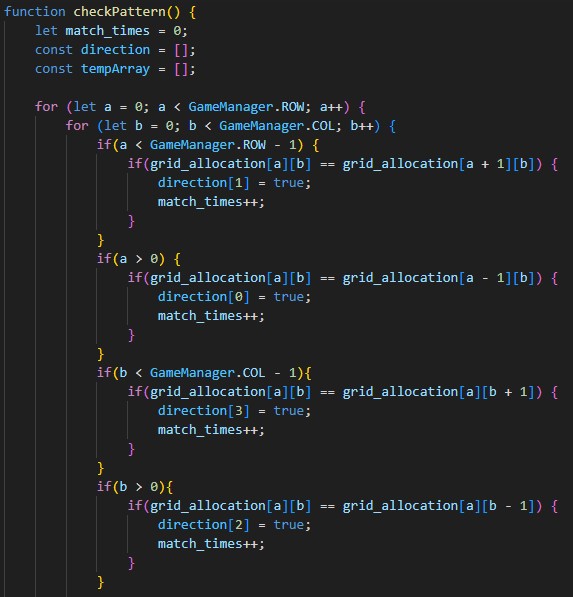 function checkPattern() {
    let match_times = 0;
    const direction = [];
    const tempArray = [];

    for (let a = 0; a < GameManager.ROW; a++) {
        for (let b = 0; b < GameManager.COL; b++) {
            if(a < GameManager.ROW - 1) {
                if(grid_allocation[a][b] == grid_allocation[a + 1][b]) {
                    direction[1] = true;
                    match_times++;
                }
            }
            if(a > 0) {
                if(grid_allocation[a][b] == grid_allocation[a - 1][b]) {
                    direction[0] = true;
                    match_times++;
                }
            }
            if(b < GameManager.COL - 1){
                if(grid_allocation[a][b] == grid_allocation[a][b + 1]) {
                    direction[3] = true;
                    match_times++;
                }
            }
            if(b > 0){
                if(grid_allocation[a][b] == grid_allocation[a][b - 1]) {
                    direction[2] = true;
                    match_times++;
                }
            }